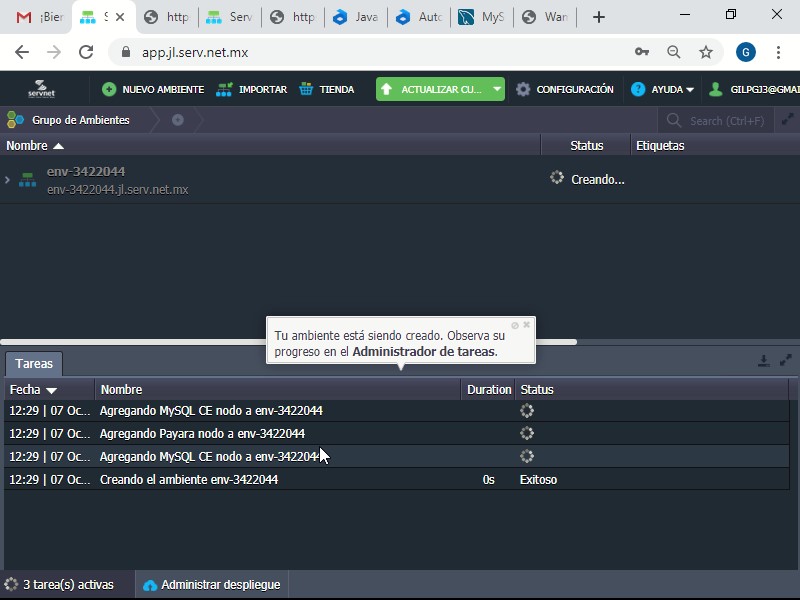 ¡Bier
S
http
Serv
http
Java
Auto
MyS
Wan
app.jl.serv.net.mx
G
servnet
NUEVO AMBIENTE
IMPORTAR
TIENDA
ACTUALIZAR CU...
CONFIGURACIÓN
AYUDA
GILPGJ3@GMAI
Grupo de Ambientes
Search (Ctrl+F)
Nombre
Status
Etiquetas
env-3422044
Creando...
env-3422044.jl.serv.net.mx
Tu ambiente está siendo creado. Observa su
progreso en el Administrador de tareas.
Tareas
Fecha
Nombre
Duration
Status
12:29 | 07 Oc... Agregando MySQL CE nodo a env-3422044
12:29 | 07 Oc... Agregando Payara nodo a env-3422044
12:29 | 07 Oc... Agregando MySQL CE nodo a env-3422044
12:29 | 07 Oc... Creando el ambiente env-3422044 0s Exitoso
3 tarea(s) activas
Administrar despliegue